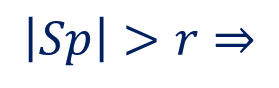 |Sp| > r ⇒